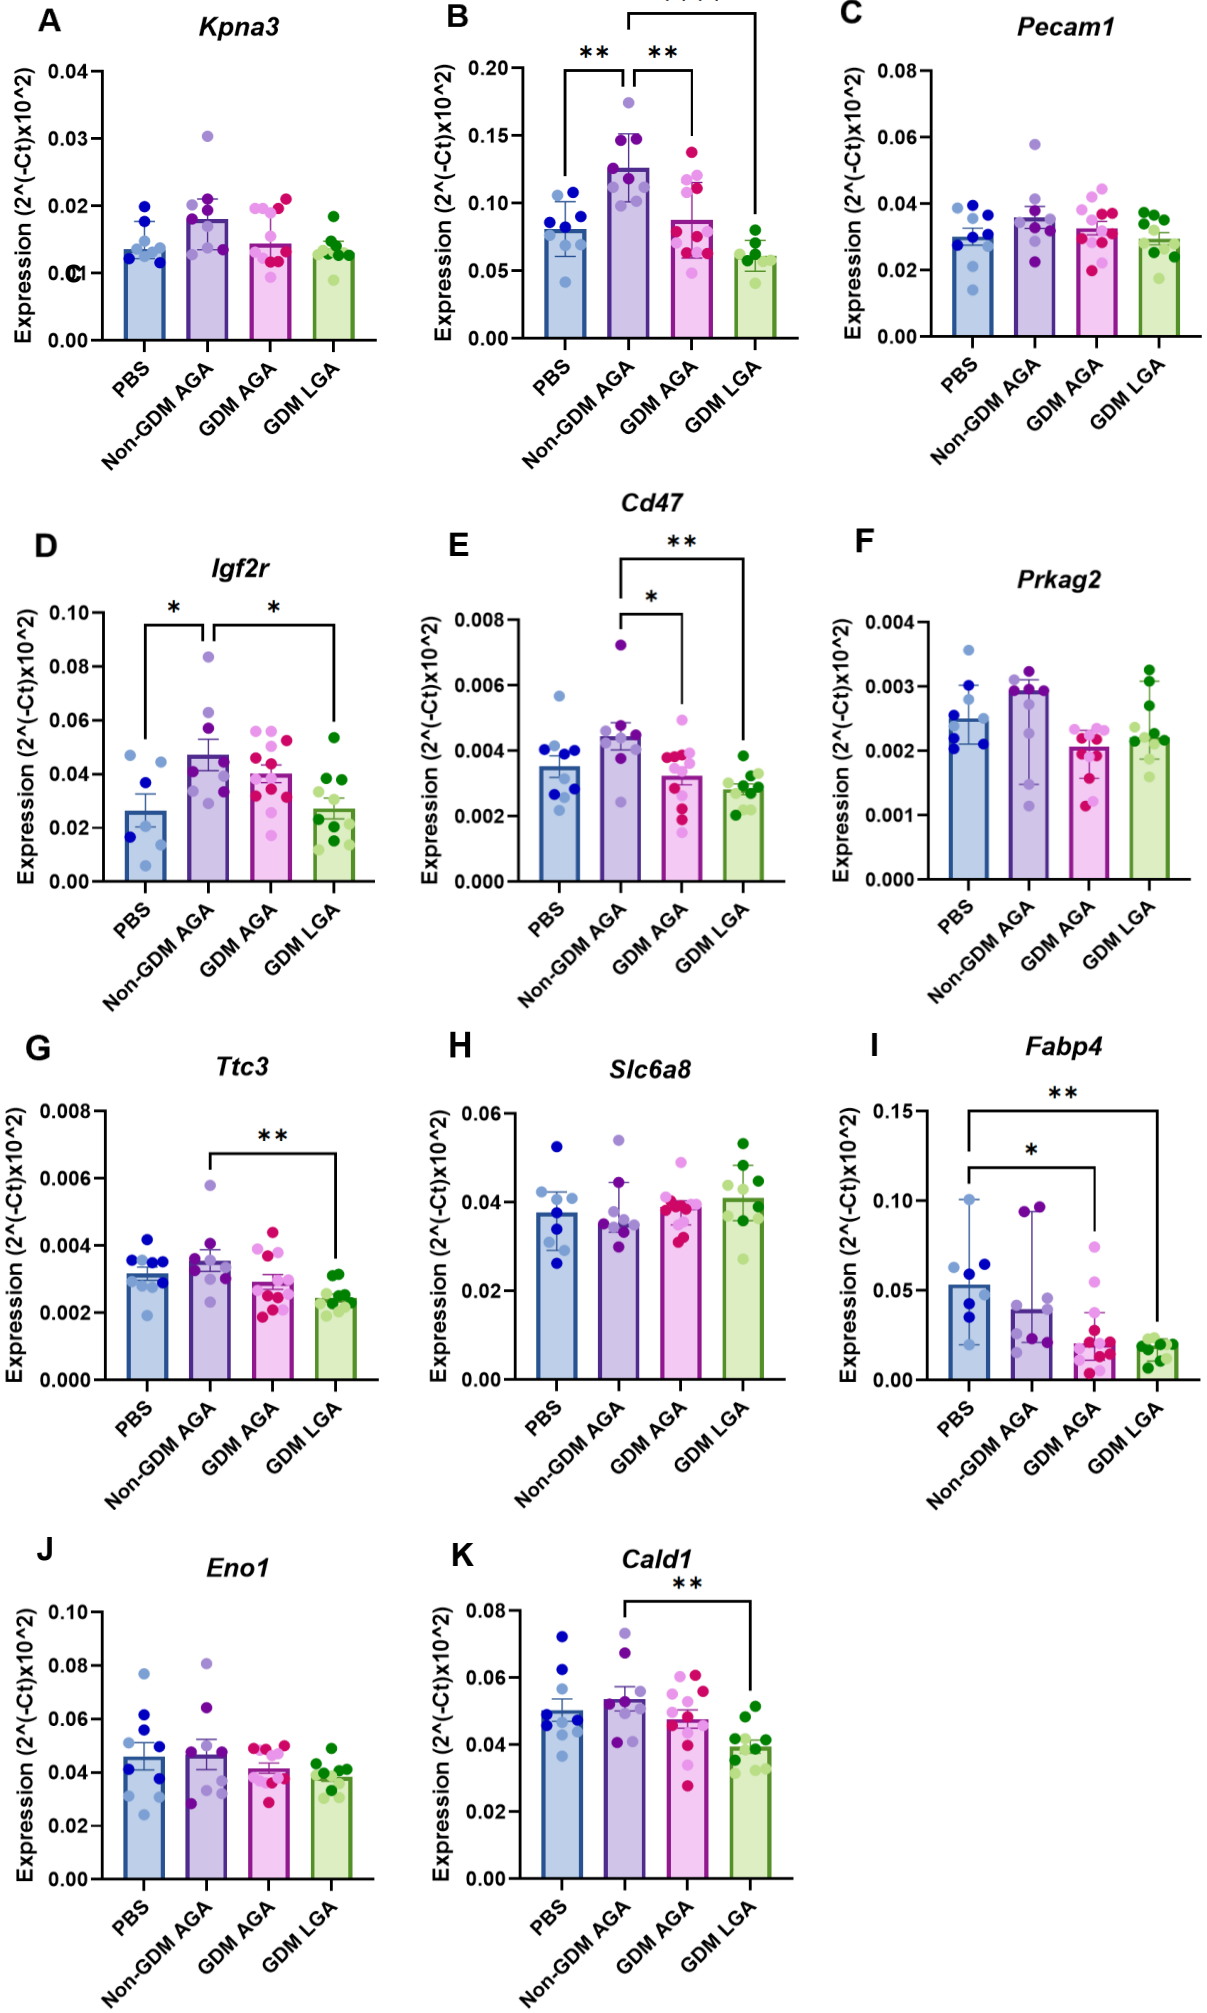 A
Kpna3
Expression (2^(-Ct)x10^2)
0.04
0.03
0.02
0.01
0.00
C
PBS
Non-GDM AGA
GDM AGA
GDM LGA
B
**
**
Expression (2^(-Ct)x10^2)
0.20
0.15
0.10
0.05
0.00
PBS
Non-GDM AGA
GDM AGA
GDM LGA
C
Pecam1
Expression (2^(-Ct)x10^2)
0.08
0.06
0.04
0.02
0.00
PBS
Non-GDM AGA
GDM AGA
GDM LGA
D
Igf2r
*
*
Expression (2^(-Ct)x10^2)
0.10
0.08
0.06
0.04
0.02
0.00
PBS
Non-GDM AGA
GDM AGA
GDM LGA
E
Cd47
**
*
Expression (2^(-Ct)x10^2)
0.008
0.006
0.004
0.002
0.000
PBS
Non-GDM AGA
GDM AGA
GDM LGA
F
Prkag2
Expression (2^(-Ct)x10^2)
0.004
0.003
0.002
0.001
0.000
PBS
Non-GDM AGA
GDM AGA
GDM LGA
G
Ttc3
**
Expression (2^(-Ct)x10^2)
0.008
0.006
0.004
0.002
0.000
PBS
Non-GDM AGA
GDM AGA
GDM LGA
H
Slc6a8
Expression (2^(-Ct)x10^2)
0.06
0.04
0.02
0.00
PBS
Non-GDM AGA
GDM AGA
GDM LGA
I
Fabp4
**
*
Expression (2^(-Ct)x10^2)
0.15
0.10
0.05
0.00
PBS
Non-GDM AGA
GDM AGA
GDM LGA
J
Eno1
Expression (2^(-Ct)x10^2)
0.10
0.08
0.06
0.04
0.02
0.00
PBS
Non-GDM AGA
GDM AGA
GDM LGA
K
Cald1
**
Expression (2^(-Ct)x10^2)
0.08
0.06
0.04
0.02
0.00
PBS
Non-GDM AGA
GDM AGA
GDM LGA